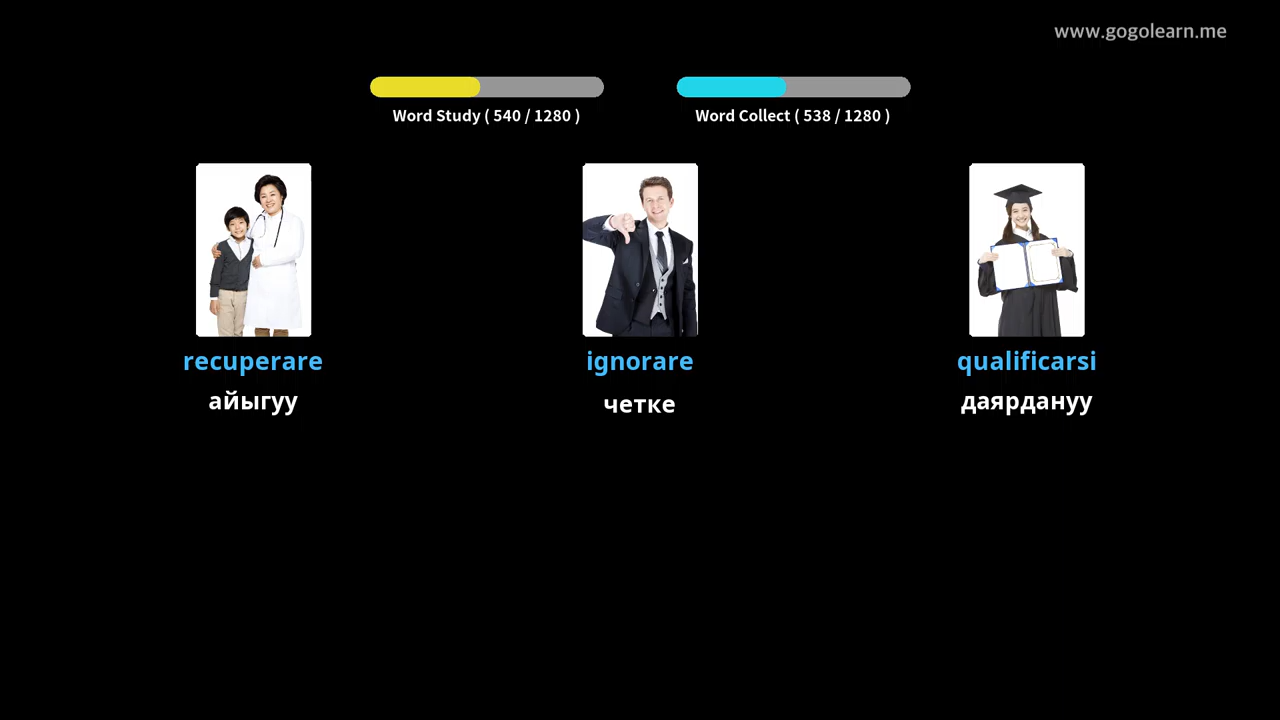 www.gogolearn.me
Word Study ( 540 / 1280 )
Word Collect ( 538 / 1280 )
recuperare
айыгуу
ignorare
четке
qualificarsi
даярдануу